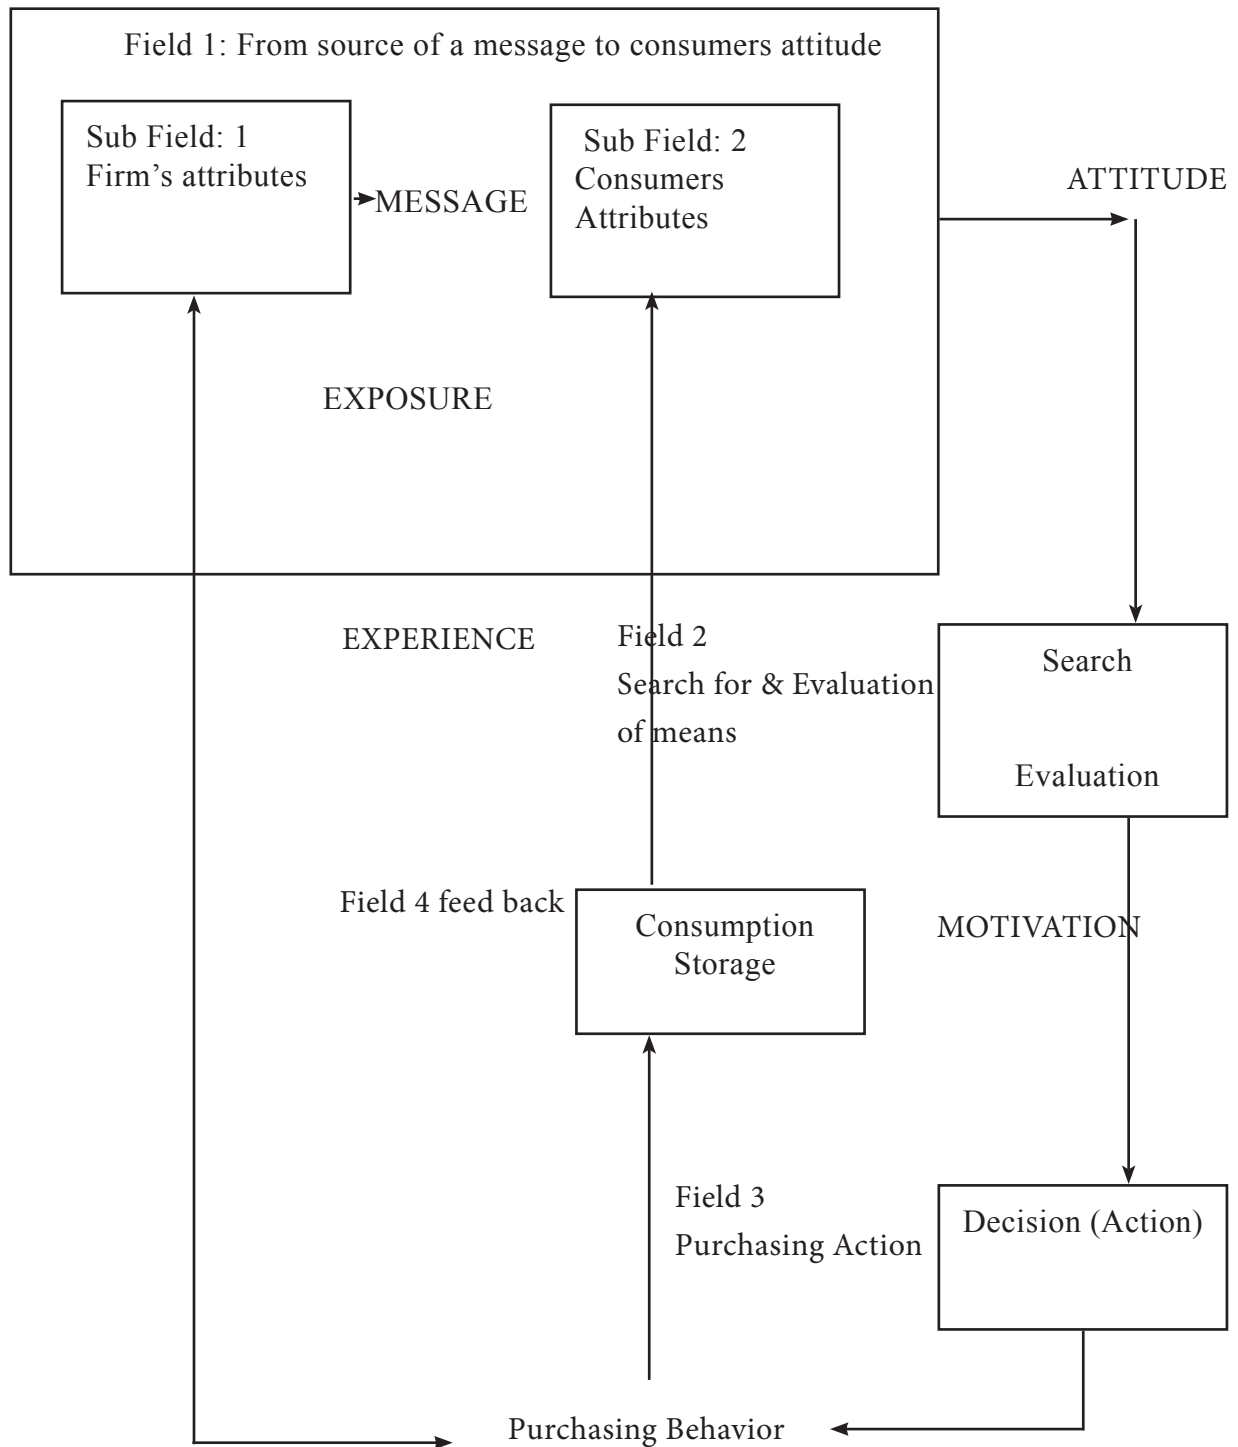 Field 1: From source of a message to consumers attitude
Sub Field: 1
Firm’s attributes
MESSAGE
Sub Field: 2
Consumers
Attributes
ATTITUDE
EXPOSURE
EXPERIENCE
Field 2
Search for & Evaluation
of means
Search
Evaluation
Field 4 feed back
Consumption
Storage
MOTIVATION
Field 3
Purchasing Action
Decision (Action)
Purchasing Behavior